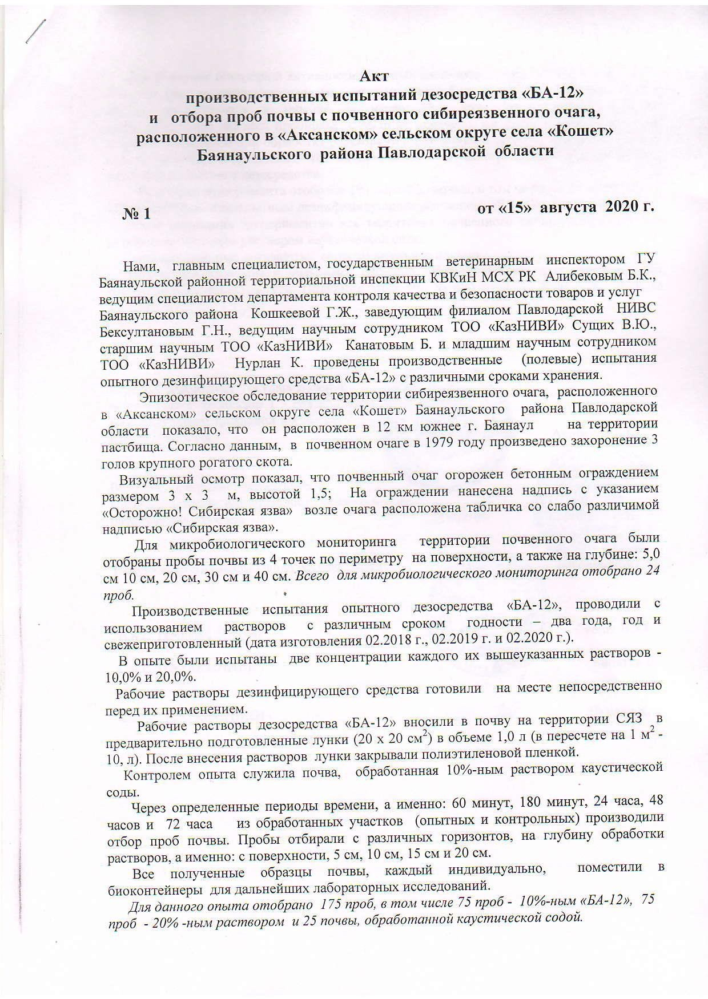 Акт
производственных испытаний дезосредства «БА-12»
и отбора проб почвы с почвенного сибиреязвенного очага,
расположенного в «Аксанском» сельском округе села «Кошет»
Баянаульского района Павлодарской области
№ 1 от «15» августа 2020 г.
Нами, главным специалистом, государственным ветеринарным инспектором ГУ
Баянаульской районной территориальной инспекции КВКиН МСХ РК Алибековым Б.К.,
ведущим специалистом департамента контроля качества и безопасности товаров и услуг
Баянаульского района Кошкеевой Г.Ж., заведующим филиалом Павлодарской НИВС
Бексултановым Г.Н., ведущим научным сотрудником ТОО «КазНИВИ» Сущих В.Ю.,
старшим научным ТОО «КазНИВИ» Канатовым Б. и младшим научным сотрудником
ТОО «КазНИВИ» Нурлан К. проведены производственные (полевые) испытания
опытного дезинфицирующего средства «БА-12» с различными сроками хранения.
Эпизоотическое обследование территории сибиреязвенного очага, расположенного
в «Аксанском» сельском округе села «Кошет» Баянаульского района Павлодарской
области показало, что он расположен в 12 км южнее г. Баянаул на территории
пастбища. Согласно данным, в почвенном очаге в 1979 году произведено захоронение 3
голов крупного рогатого скота.
Визуальный осмотр показал, что почвенный очаг огорожен бетонным ограждением
размером 3 х 3 м, высотой 1,5; На ограждении нанесена надпись с указанием
«Осторожно! Сибирская язва» возле очага расположена табличка со слабо различимой
надписью «Сибирская язва».
Для микробиологического мониторинга территории почвенного очага были
отобраны пробы почвы из 4 точек по периметру на поверхности, а также на глубине: 5,0
см 10 см, 20 см, 30 см и 40 см. Всего для микробиологического мониторинга отобрано 24
проб.
Производственные испытания опытного дезосредства «БА-12», проводили с
использованием растворов с различным сроком годности – два года, год и
свежеприготовленный (дата изготовления 02.2018 г., 02.2019 г. и 02.2020 г.).
В опыте были испытаны две концентрации каждого их вышеуказанных растворов -
10,0% и 20,0%.
Рабочие растворы дезинфицирующего средства готовили на месте непосредственно
перед их применением.
Рабочие растворы дезосредства «БА-12» вносили в почву на территории СЯЗ в
предварительно подготовленные лунки (20 х 20 см²) в объеме 1,0 л (в пересчете на 1 м² -
10, л). После внесения растворов лунки закрывали полиэтиленовой пленкой.
Контролем опыта служила почва, обработанная 10%-ным раствором каустической
соды.
Через определенные периоды времени, а именно: 60 минут, 180 минут, 24 часа, 48
часов и 72 часа из обработанных участков (опытных и контрольных) производили
отбор проб почвы. Пробы отбирали с различных горизонтов, на глубину обработки
растворов, а именно: с поверхности, 5 см, 10 см, 15 см и 20 см.
Все полученные образцы почвы, каждый индивидуально, поместили в
биоконтейнеры для дальнейших лабораторных исследований.
Для данного опыта отобрано 175 проб, в том числе 75 проб - 10%-ным «БА-12», 75
проб - 20% -ным раствором и 25 почвы, обработанной каустической содой.